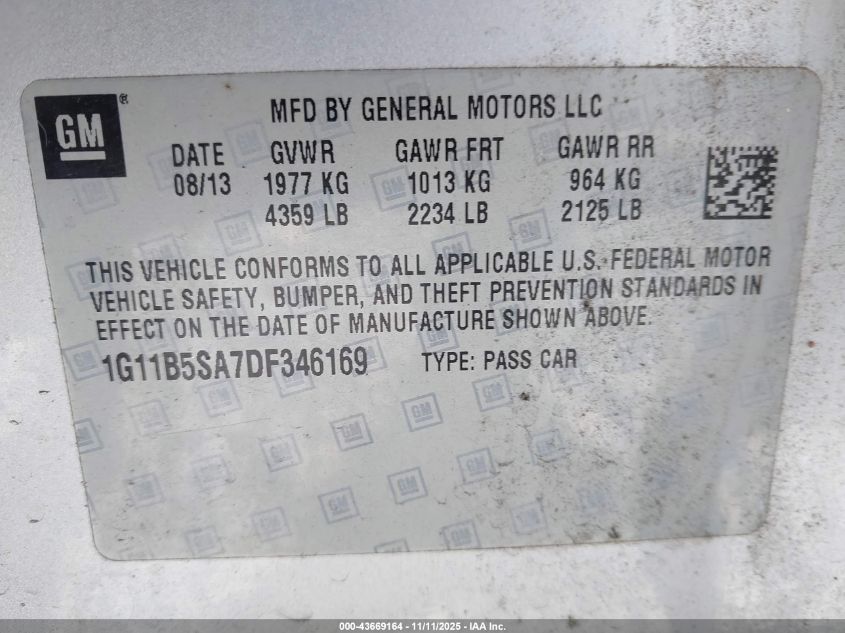 GM®
MFD BY GENERAL MOTORS LLC
DATE GVWR GAWR FRT GAWR RR
08/13 1977 KG 1013 KG 964 KG
4359 LB 2234 LB 2125 LB
THIS VEHICLE CONFORMS TO ALL APPLICABLE U.S. FEDERAL MOTOR
VEHICLE SAFETY, BUMPER, AND THEFT PREVENTION STANDARDS IN
EFFECT ON THE DATE OF MANUFACTURE SHOWN ABOVE.
1G11B5SA7DF346169 TYPE: PASS CAR
000-43669164 - 11/11/2025 - IAA Inc.